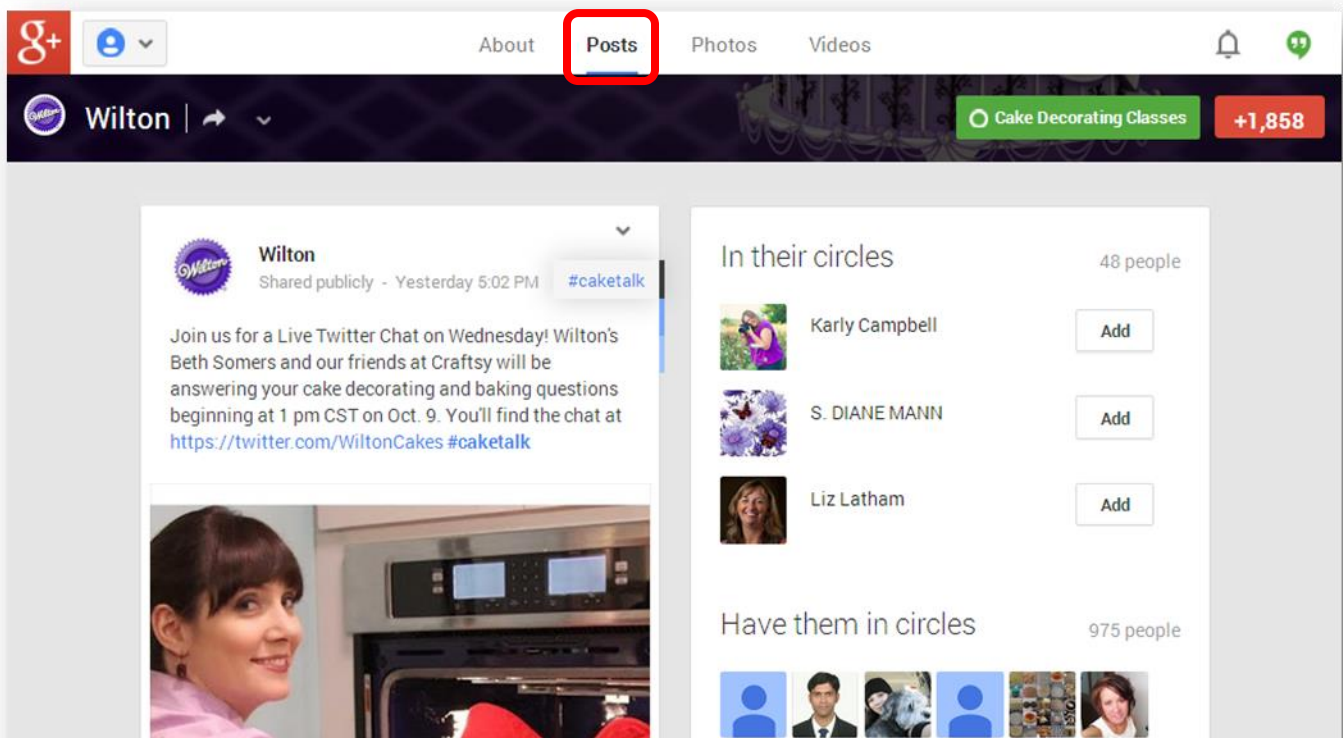 g+
About Posts Photos Videos
Wilton
Cake Decorating Classes
+1,858
Wilton
Wilton
Wilton
Shared publicly - Yesterday 5:02 PM
#caketalk
Join us for a Live Twitter Chat on Wednesday! Wilton's
Beth Somers and our friends at Craftsy will be
answering your cake decorating and baking questions
beginning at 1 pm CST on Oct. 9. You'll find the chat at
https://twitter.com/WiltonCakes #caketalk
In their circles
48 people
Karly Campbell
Add
S. DIANE MANN
Add
Liz Latham
Add
Have them in circles
975 people